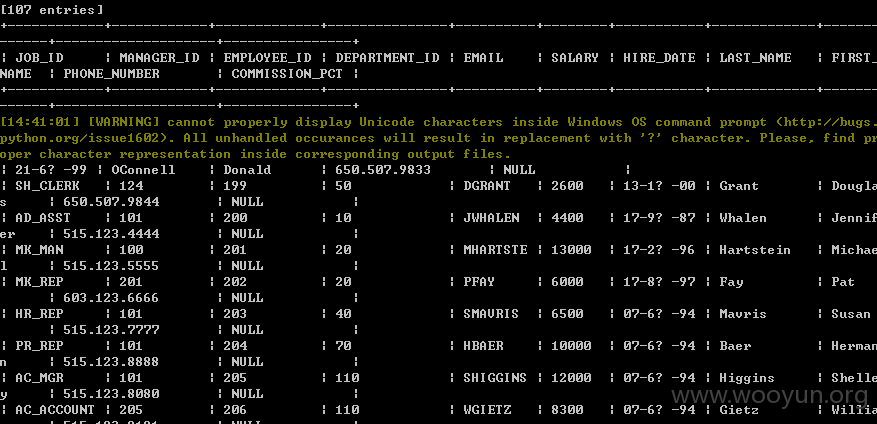 [107 entries]
+---------+------------+-------------+---------------+----------+--------+-----------+-----------+-------
------+--------------------+----------------+
¦ JOB_ID ¦ MANAGER_ID ¦ EMPLOYEE_ID ¦ DEPARTMENT_ID ¦ EMAIL ¦ SALARY ¦ HIRE_DATE ¦ LAST_NAME ¦ FIRST_
NAME ¦ PHONE_NUMBER ¦ COMMISSION_PCT ¦
+---------+------------+-------------+---------------+----------+--------+-----------+-----------+-------
------+--------------------+----------------+
[14:41:01] [WARNING] cannot properly display Unicode characters inside Windows OS command prompt (http://bugs.
python.org/issue1602). All unhandled occurances will result in replacement with '?' character. Please, find pr
oper character representation inside corresponding output files.
¦ 21-6? -99 ¦ OConnell ¦ Donald ¦ 650.507.9833 ¦ NULL ¦
¦ SH_CLERK ¦ 124 ¦ 199 ¦ 50 ¦ DGRANT ¦ 2600 ¦ 13-1? -00 ¦ Grant ¦ Dougla
s ¦ 650.507.9844 ¦ NULL ¦
¦ AD_ASST ¦ 101 ¦ 200 ¦ 10 ¦ JWHALEN ¦ 4400 ¦ 17-9? -87 ¦ Whalen ¦ Jennif
er ¦ 515.123.4444 ¦ NULL ¦
¦ MK_MAN ¦ 100 ¦ 201 ¦ 20 ¦ MHARTSTE ¦ 13000 ¦ 17-2? -96 ¦ Hartstein ¦ Michae
l ¦ 515.123.5555 ¦ NULL ¦
¦ MK_REP ¦ 201 ¦ 202 ¦ 20 ¦ PFAY ¦ 6000 ¦ 17-8? -97 ¦ Fay ¦ Pat
¦ 603.123.6666 ¦ NULL ¦
¦ HR_REP ¦ 101 ¦ 203 ¦ 40 ¦ SMAVRIS ¦ 6500 ¦ 07-6? -94 ¦ Mavris ¦ Susan
¦ 515.123.7777 ¦ NULL ¦
¦ PR_REP ¦ 101 ¦ 204 ¦ 70 ¦ HBAER ¦ 10000 ¦ 07-6? -94 ¦ Baer ¦ Herman
n ¦ 515.123.8888 ¦ NULL ¦
¦ AC_MGR ¦ 101 ¦ 205 ¦ 110 ¦ SHIGGINS ¦ 12000 ¦ 07-6? -94 ¦ Higgins ¦ Shelle
y ¦ 515.123.8080 ¦ NULL ¦
¦ AC_ACCOUNT ¦ 205 ¦ 206 ¦ 110 ¦ WGIETZ ¦ 8300 ¦ 07-6? -94 ¦ Gietz ¦ Willia
www.wooyun.org